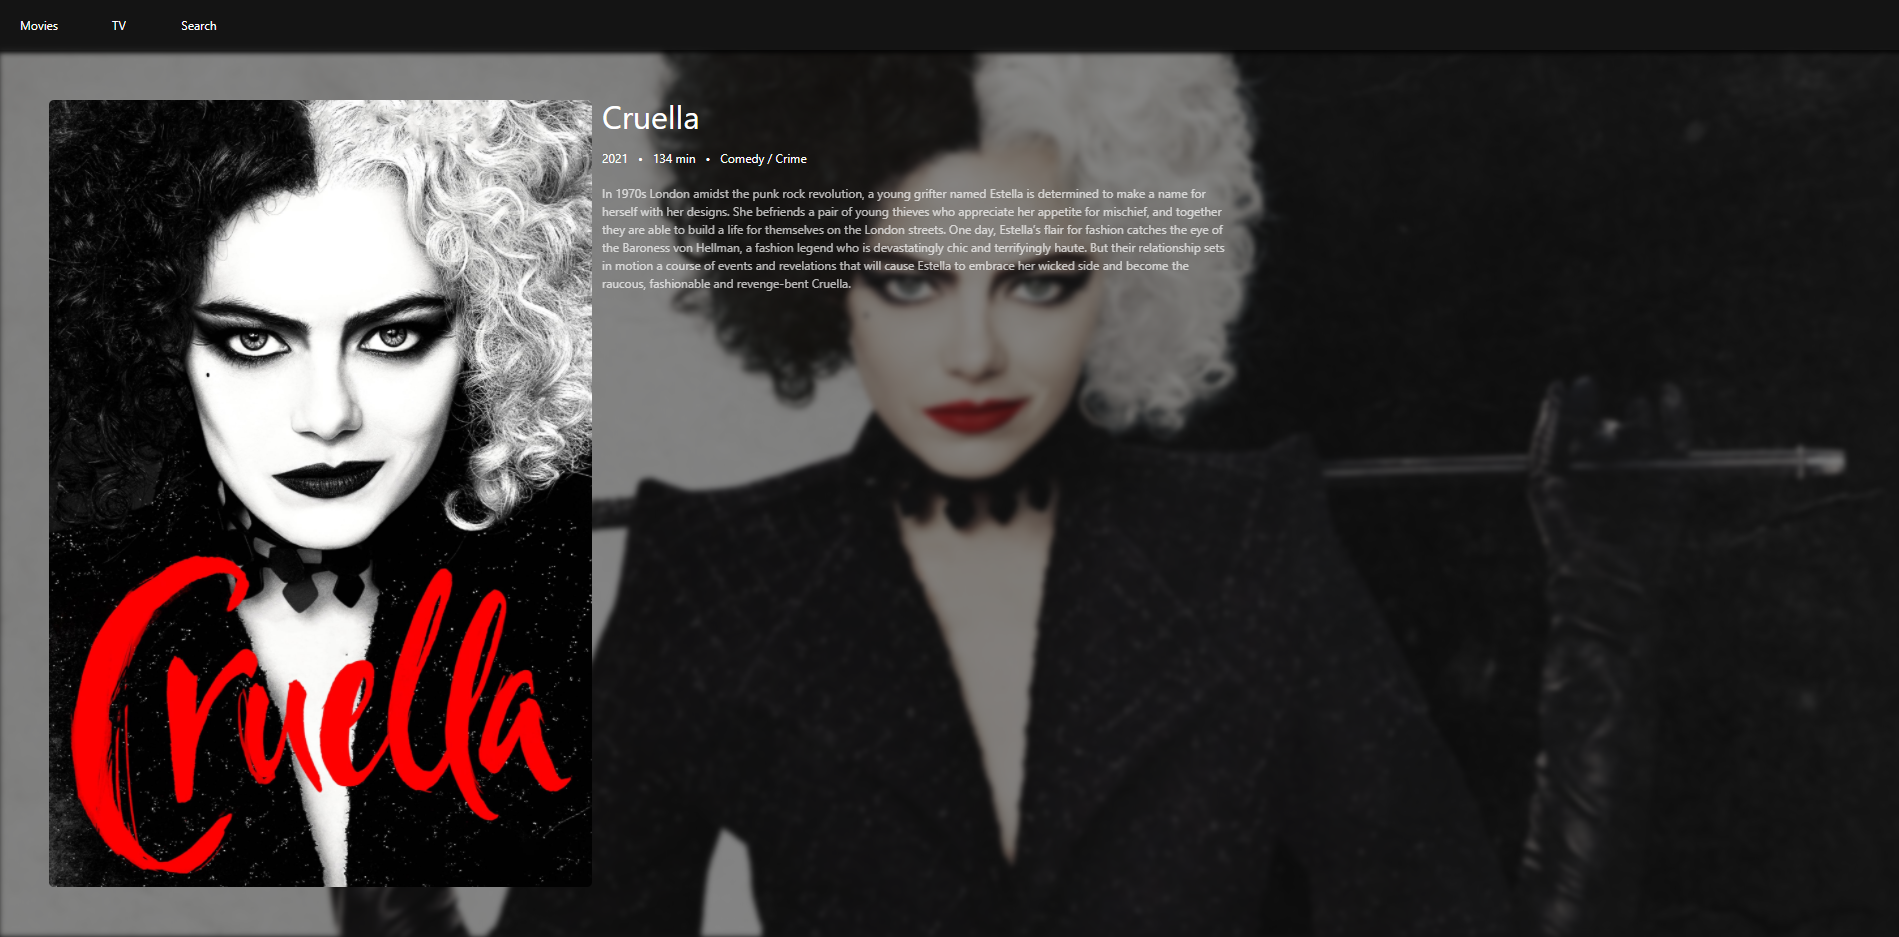 Movies TV Search
Cruella
2021 • 134 min • Comedy / Crime
In 1970s London amidst the punk rock revolution, a young grifter named Estella is determined to make a name for
herself with her designs. She befriends a pair of young thieves who appreciate her appetite for mischief, and together
they are able to build a life for themselves on the London streets. One day, Estella's flair for fashion catches the eye of
the Baroness von Hellman, a fashion legend who is devastatingly chic and terrifyingly haute. But their relationship sets
in motion a course of events and revelations that will cause Estella to embrace her wicked side and become the
raucous, fashionable and revenge-bent Cruella.
Cruella